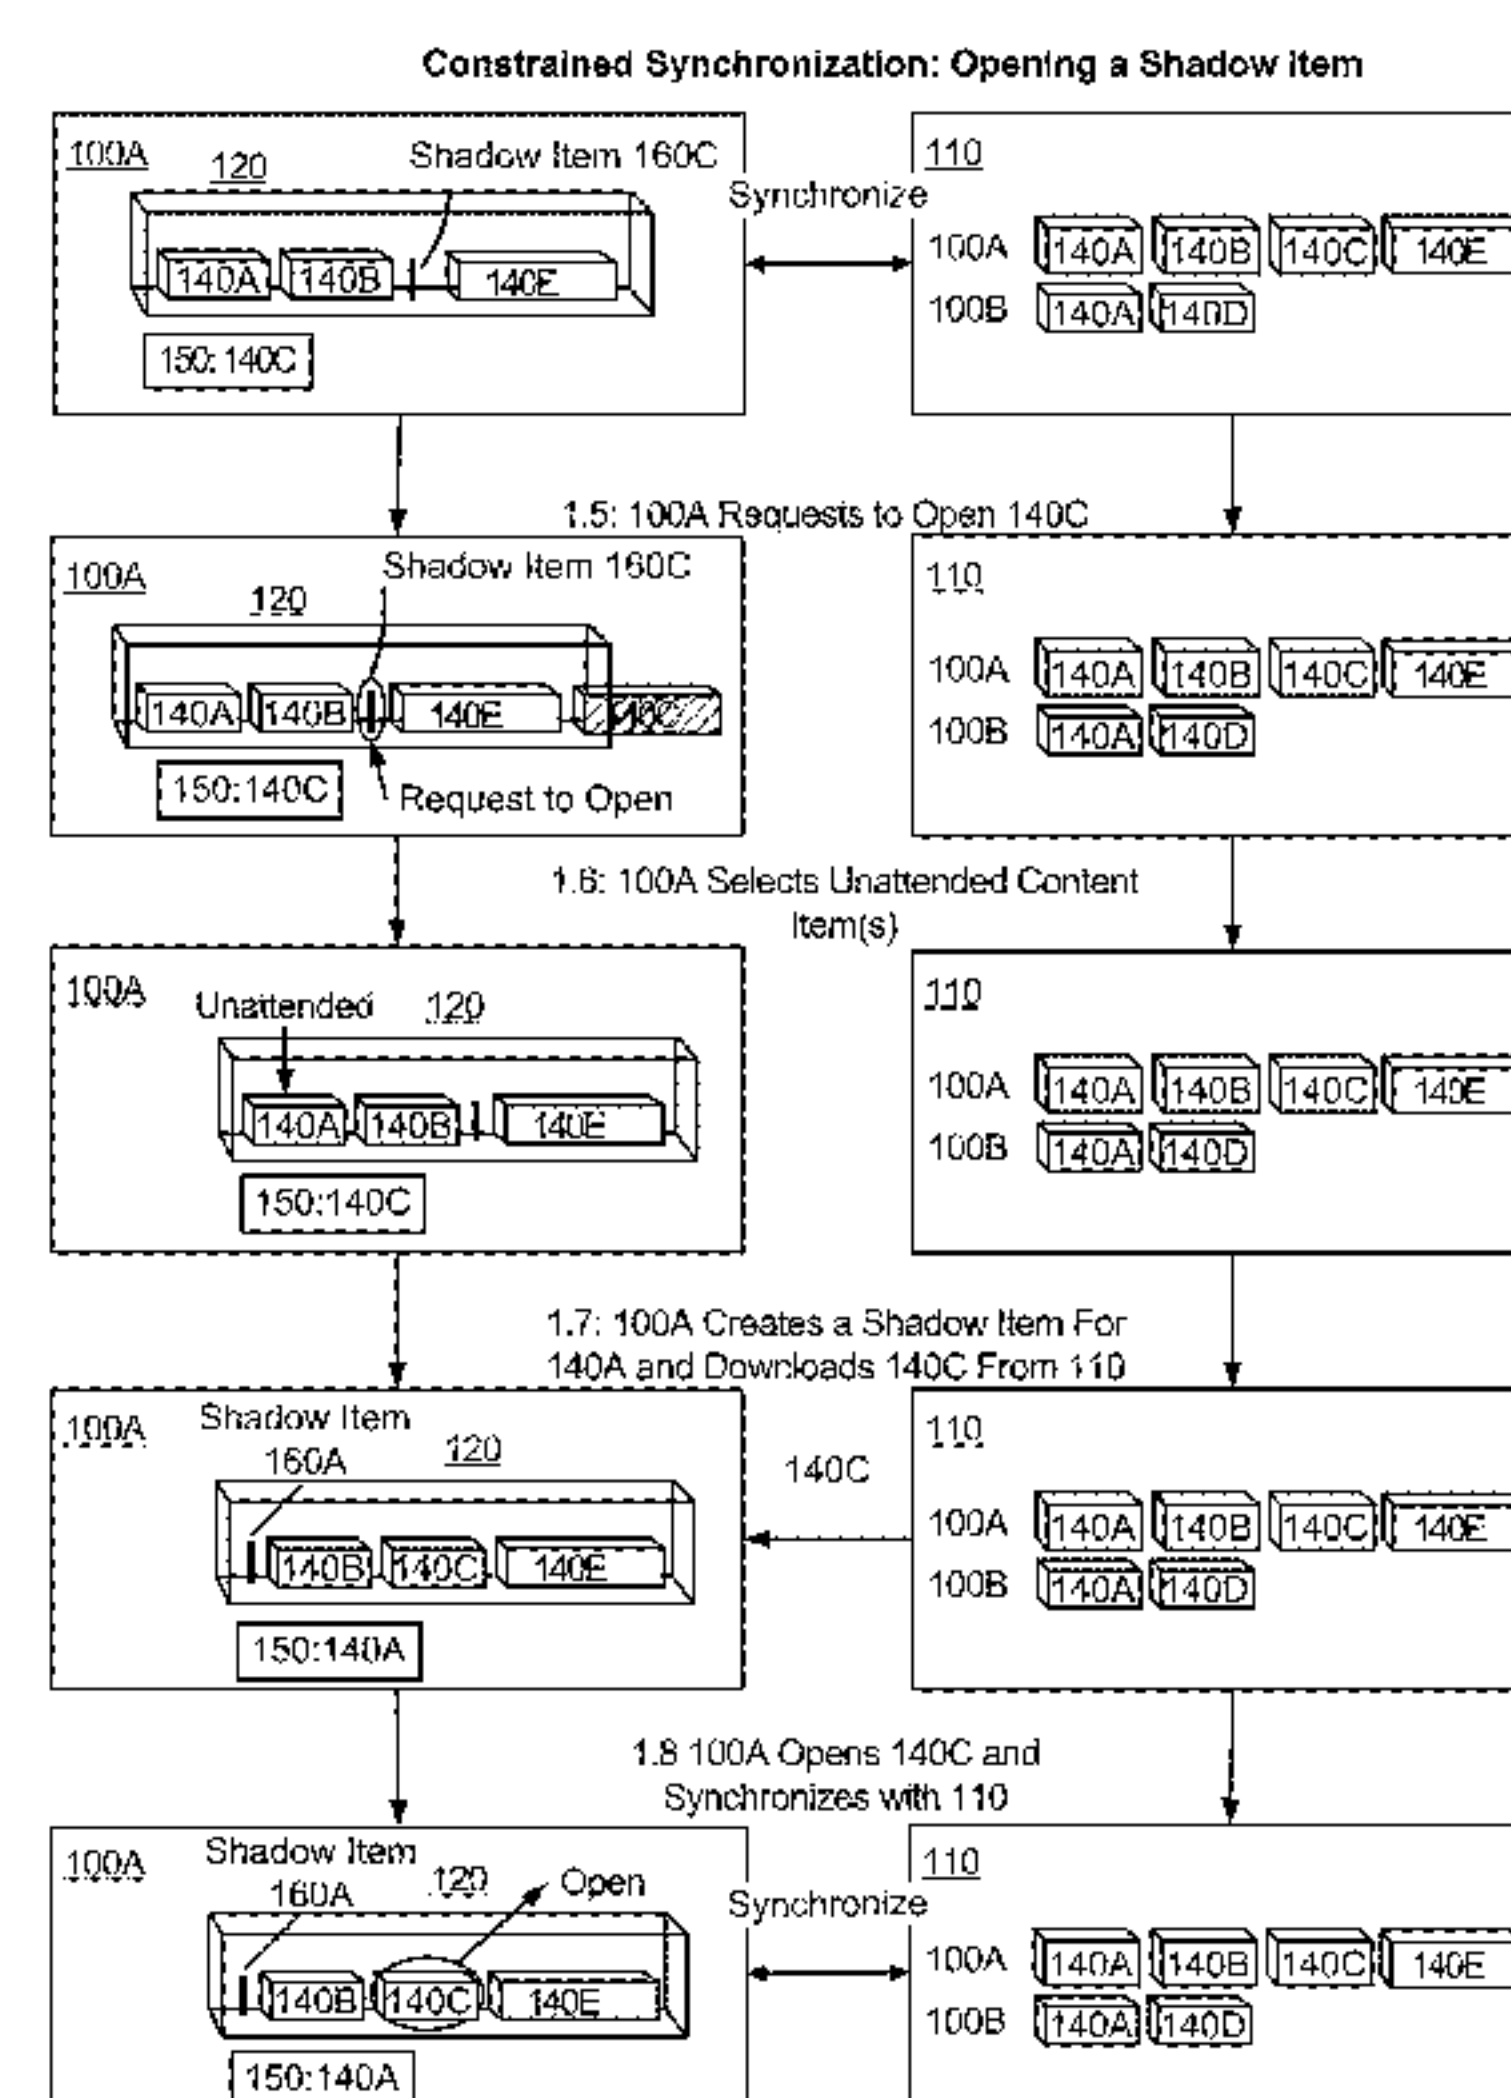 Constrained Synchronization: Opening a Shadow Item
100A
120
Shadow Item 160C
140A 140B 140E
150:140C
Synchronize
110
100A 140A 140B 140C 140E
100B 140A 140D
1.5: 100A Requests to Open 140C
100A
120
Shadow Item 160C
140A 140B 140E 140C
150:140C
Request to Open
110
100A 140A 140B 140C 140E
100B 140A 140D
1.6: 100A Selects Unattended Content
Item(s)
100A
Unattended
120
140A 140B 140E
150:140C
110
100A 140A 140B 140C 140E
100B 140A 140D
1.7: 100A Creates a Shadow Item For
140A and Downloads 140C From 110
100A
Shadow Item
160A
120
140B 140C 140E
150:140A
140C
110
100A 140A 140B 140C 140E
100B 140A 140D
1.8 100A Opens 140C and
Synchronizes with 110
100A
Shadow Item
160A
120
Open
140B 140C 140E
150:140A
Synchronize
110
100A 140A 140B 140C 140E
100B 140A 140D